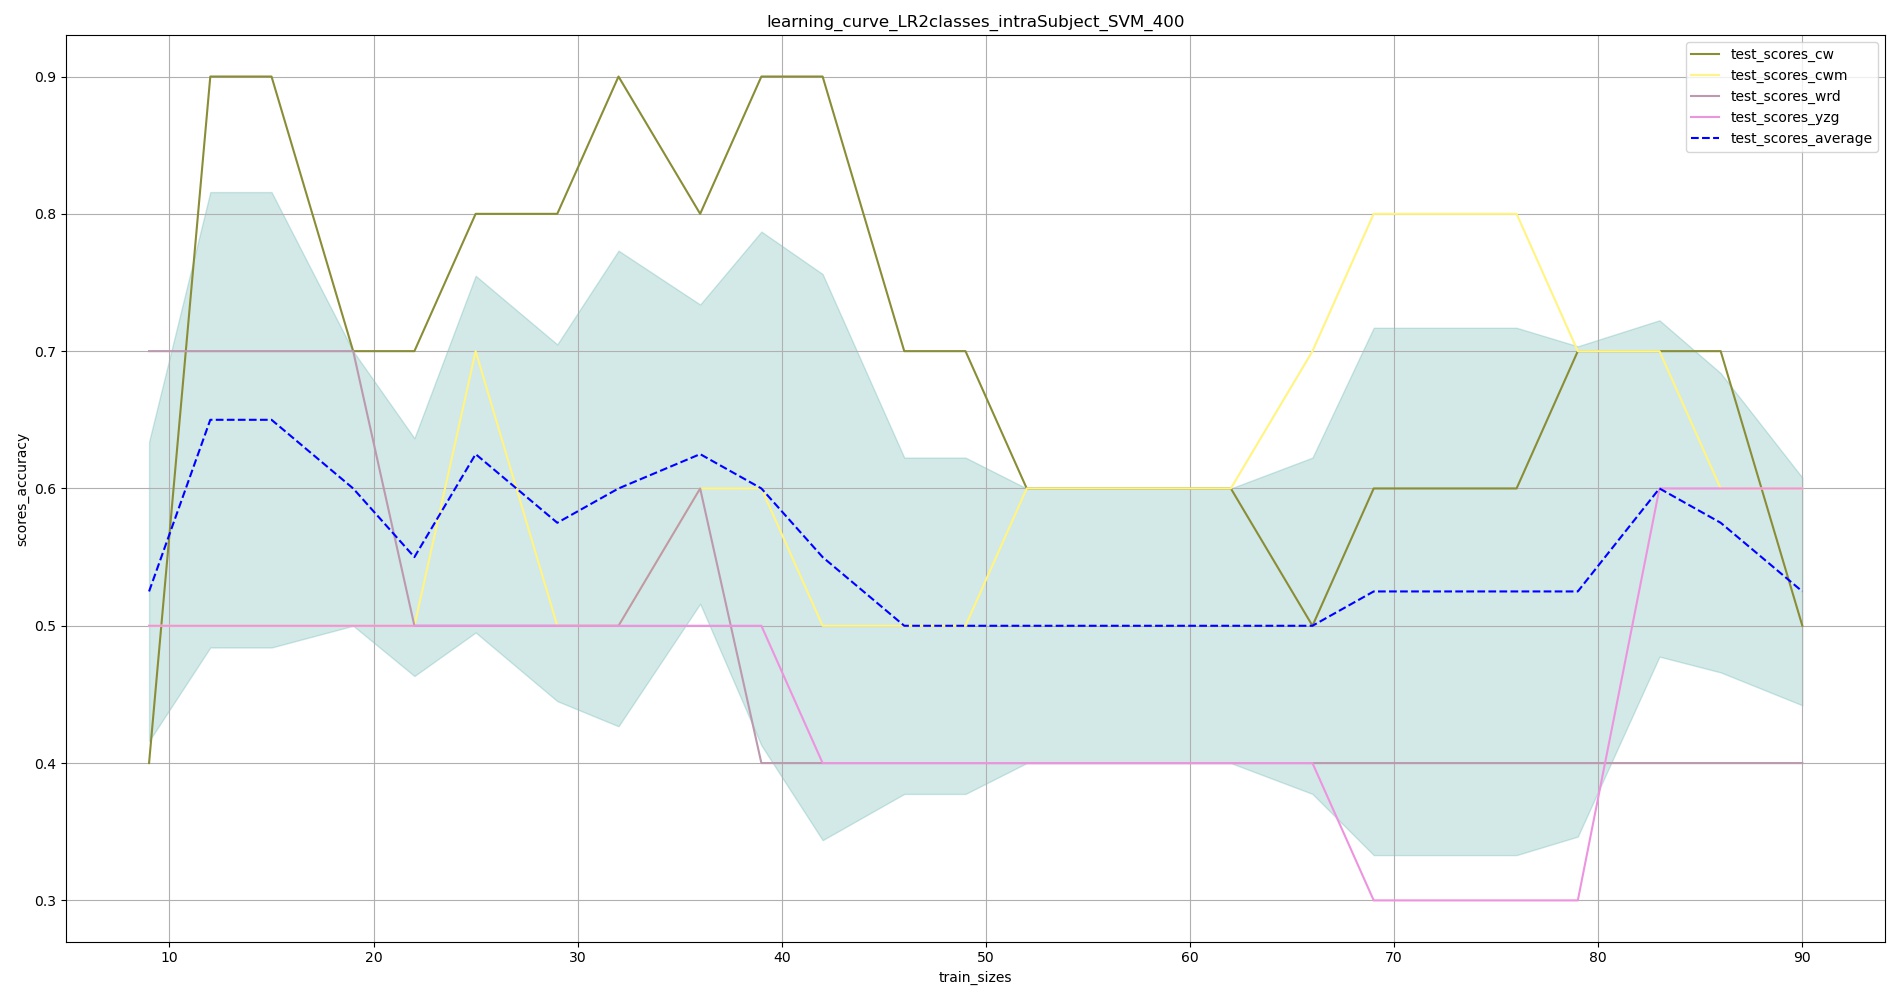 learning_curve_LR2classes_intraSubject_SVM_400
test_scores_cw
test_scores_cwm
test_scores_wrd
test_scores_yzg
test_scores_average
scores_accuracy
0.9
0.8
0.7
0.6
0.5
0.4
0.3
10 20 30 40 50 60 70 80 90
train_sizes